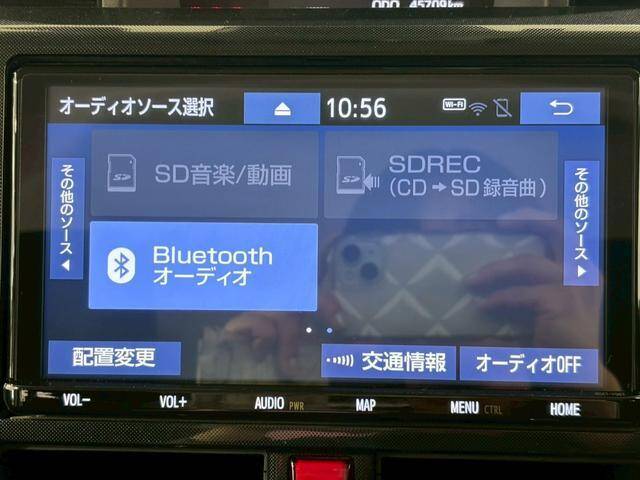 ODO 45709km
オーディオソース選択
10:56
Wi-Fi
その他のソース
SD音楽/動画
SDREC
(CD→SD録音曲)
その他のソース
Bluetooth
オーディオ
配置変更
交通情報
オーディオOFF
VOL−
VOL+
AUDIO PWR
MAP
MENU CTRL
HOME